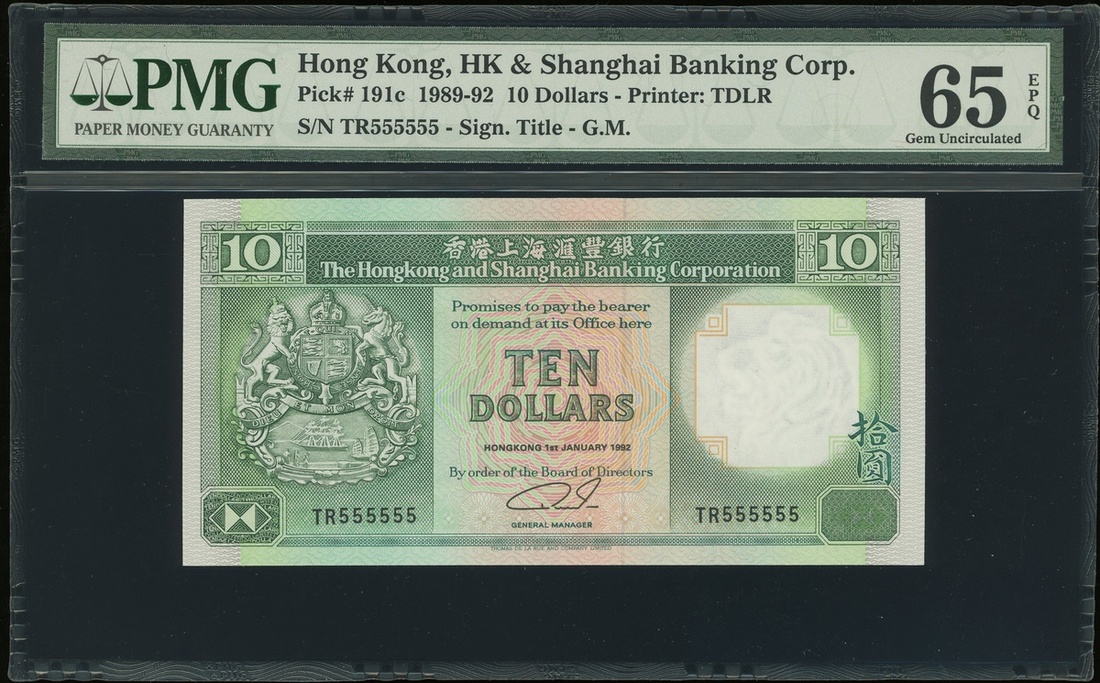 PMG
PAPER MONEY GUARANTY
Hong Kong, HK & Shanghai Banking Corp.
Pick# 191c 1989-92 10 Dollars - Printer: TDLR
S/N TR555555 - Sign. Title - G.M.
65
EPQ
Gem Uncirculated
10
香港上海滙豐銀行
10
The Hongkong and Shanghai Banking Corporation
Promises to pay the bearer
on demand at its Office here
TEN
DOLLARS
HONGKONG 1st JANUARY 1992
By order of the Board of Directors
拾圓
GENERAL MANAGER
TR555555
TR555555
THOMAS DE LA RUE AND COMPANY LIMITED